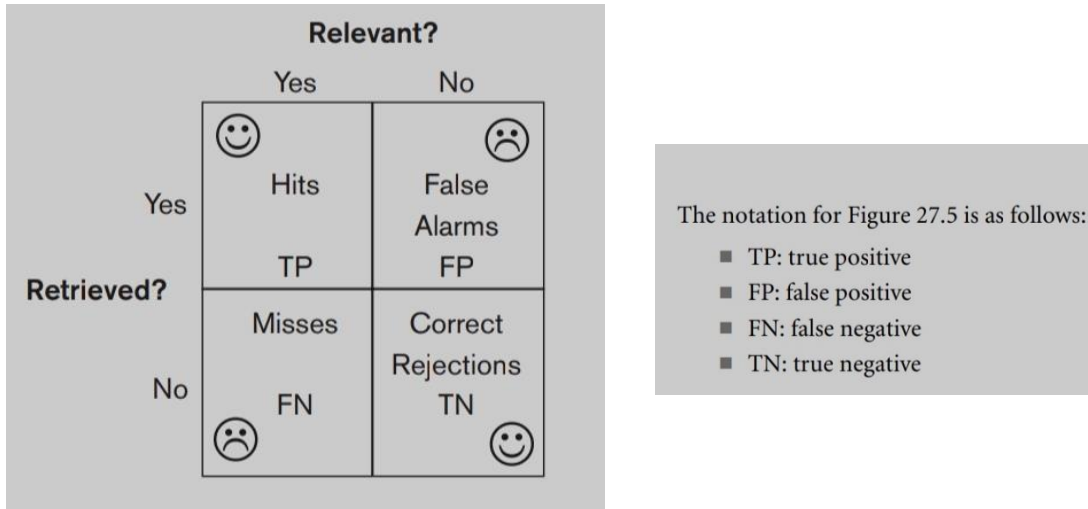 Relevant?
Yes No
Yes
Hits
False
Alarms
TP
FP
Retrieved?
No
Misses
Correct
Rejections
FN
TN
The notation for Figure 27.5 is as follows:
■ TP: true positive
■ FP: false positive
■ FN: false negative
■ TN: true negative